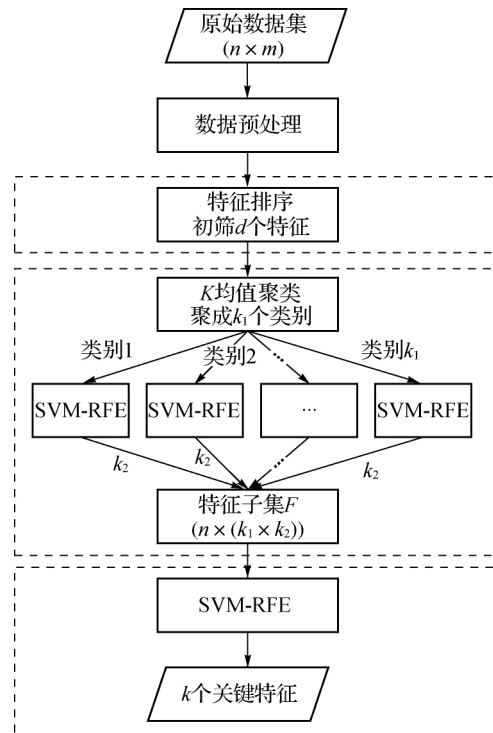 原始数据集
(n × m)
数据预处理
特征排序
初筛d个特征
K均值聚类
聚成k₁个类别
类别1
类别2
···
类别k₁
SVM-RFE
SVM-RFE
···
SVM-RFE
k₂
k₂
···
k₂
特征子集F
(n × (k₁ × k₂))
SVM-RFE
k个关键特征